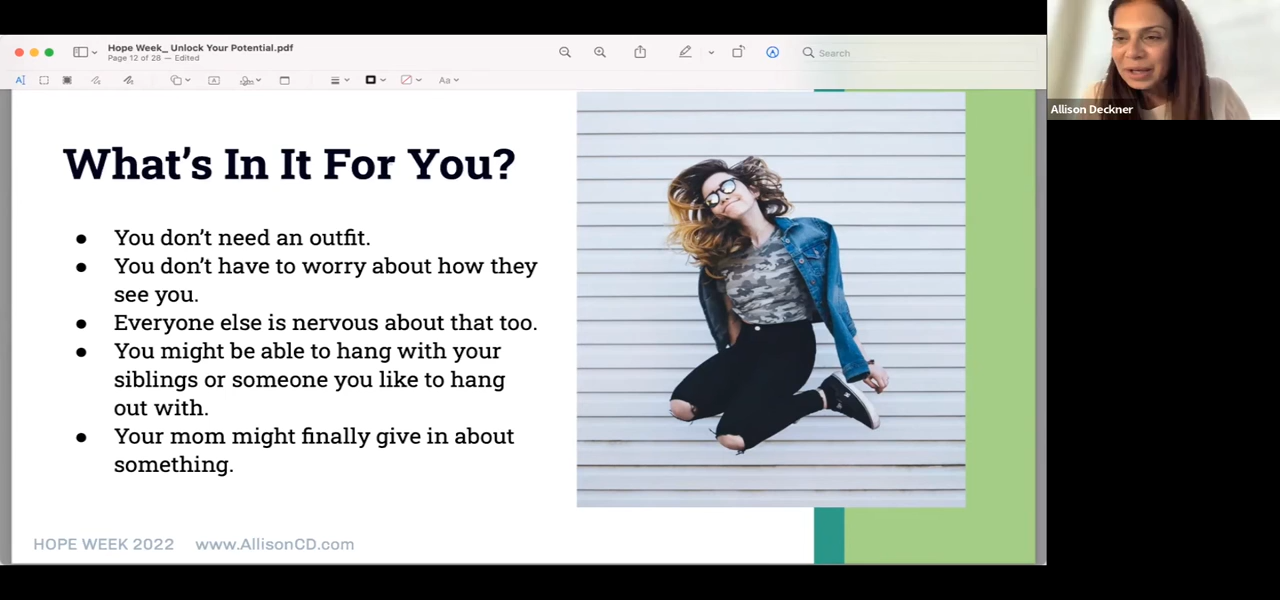 Hope Week_ Unlock Your Potential.pdf
Page 12 of 28 — Edited
Search
Aa
Allison Deckner
What's In It For You?
● You don't need an outfit.
● You don't have to worry about how they
see you.
● Everyone else is nervous about that too.
● You might be able to hang with your
siblings or someone you like to hang
out with.
● Your mom might finally give in about
something.
HOPE WEEK 2022 www.AllisonCD.com